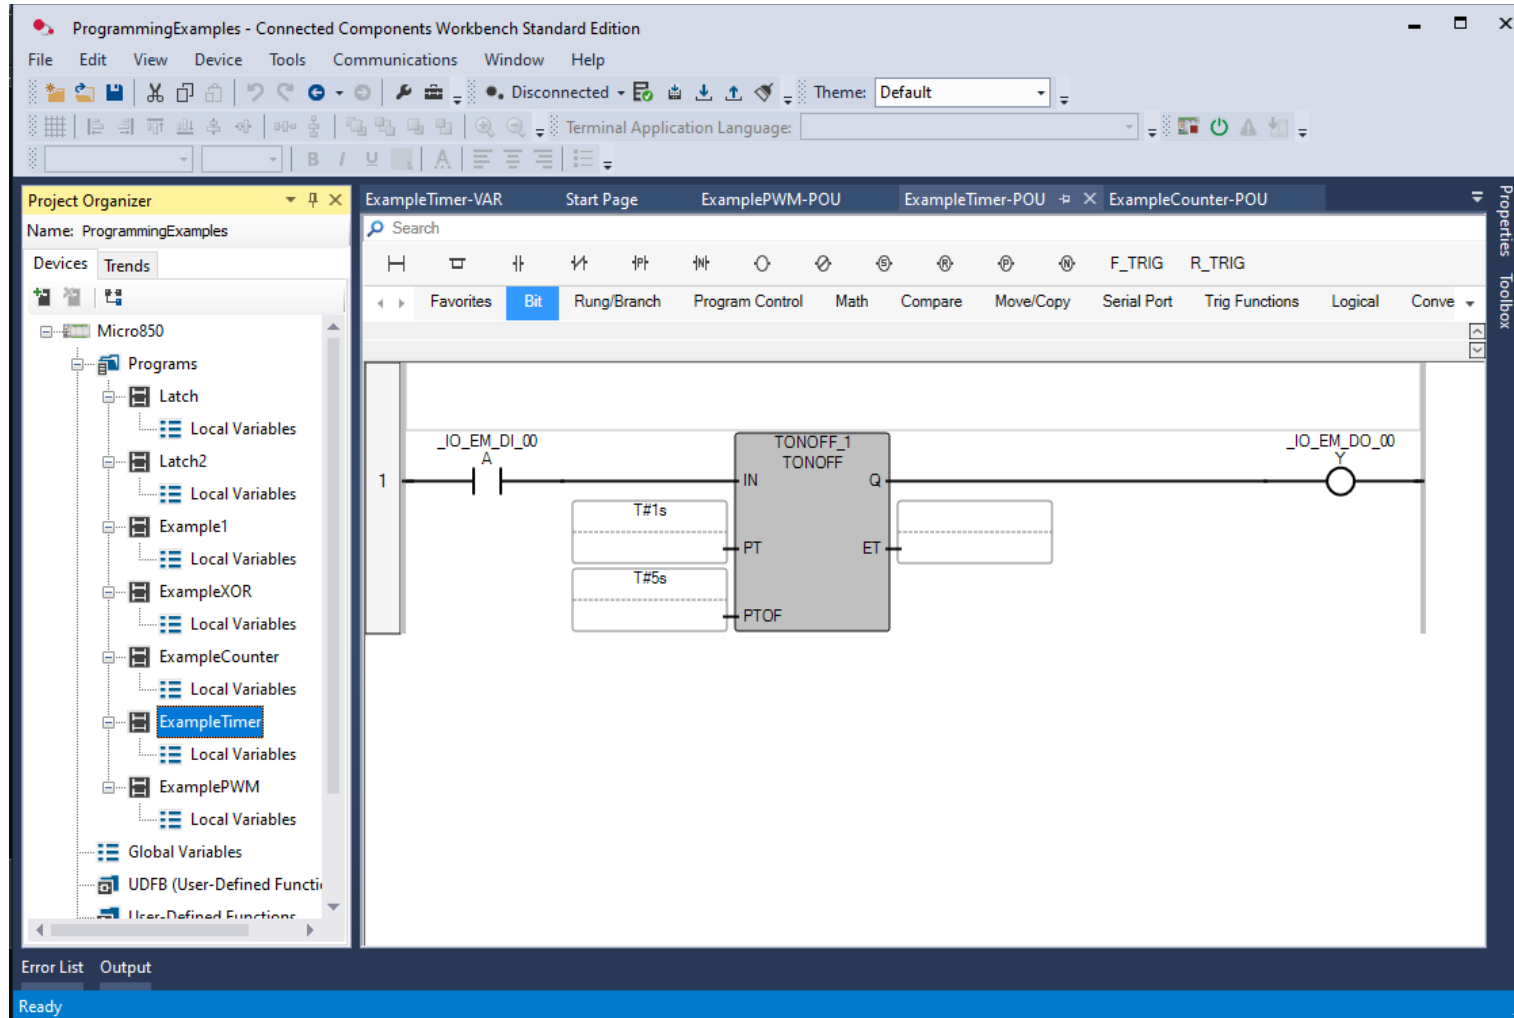 ProgrammingExamples - Connected Components Workbench Standard Edition
File Edit View Device Tools Communications Window Help
Disconnected Theme: Default
Terminal Application Language:
B I U A
Project Organizer
Name: ProgrammingExamples
Devices Trends
Micro850
Programs
Latch
Local Variables
Latch2
Local Variables
Example1
Local Variables
ExampleXOR
Local Variables
ExampleCounter
Local Variables
ExampleTimer
Local Variables
ExamplePWM
Local Variables
Global Variables
UDFB (User-Defined Functi
User-Defined Functions
ExampleTimer-VAR Start Page ExamplePWM-POU ExampleTimer-POU ExampleCounter-POU
Search
P N S R P N F_TRIG R_TRIG
Favorites Bit Rung/Branch Program Control Math Compare Move/Copy Serial Port Trig Functions Logical Conve
_IO_EM_DI_00 TONOFF_1 _IO_EM_DO_00
A TONOFF Y
1 IN Q
T#1s
PT ET
T#5s
PTOF
Properties
Toolbox
Error List Output
Ready